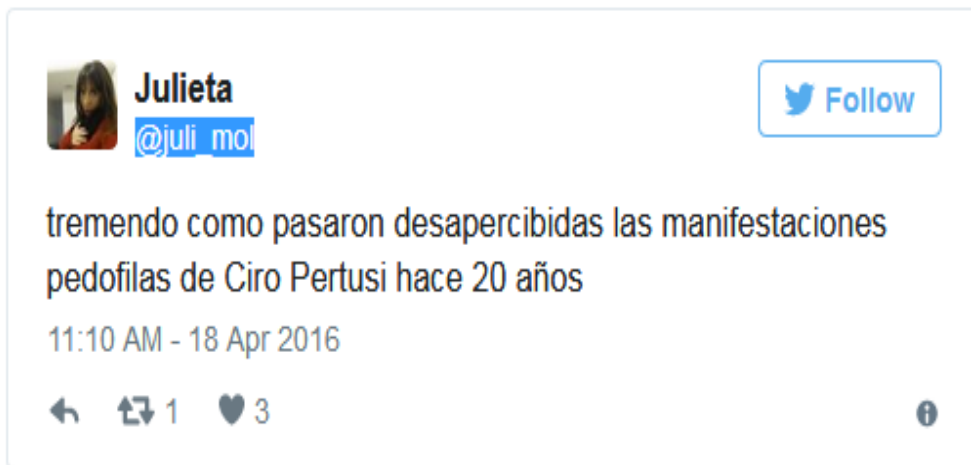 Julieta
Follow
@juli_mol
tremendo como pasaron desapercibidas las manifestaciones
pedofilas de Ciro Pertusi hace 20 años
11:10 AM - 18 Apr 2016
1 3